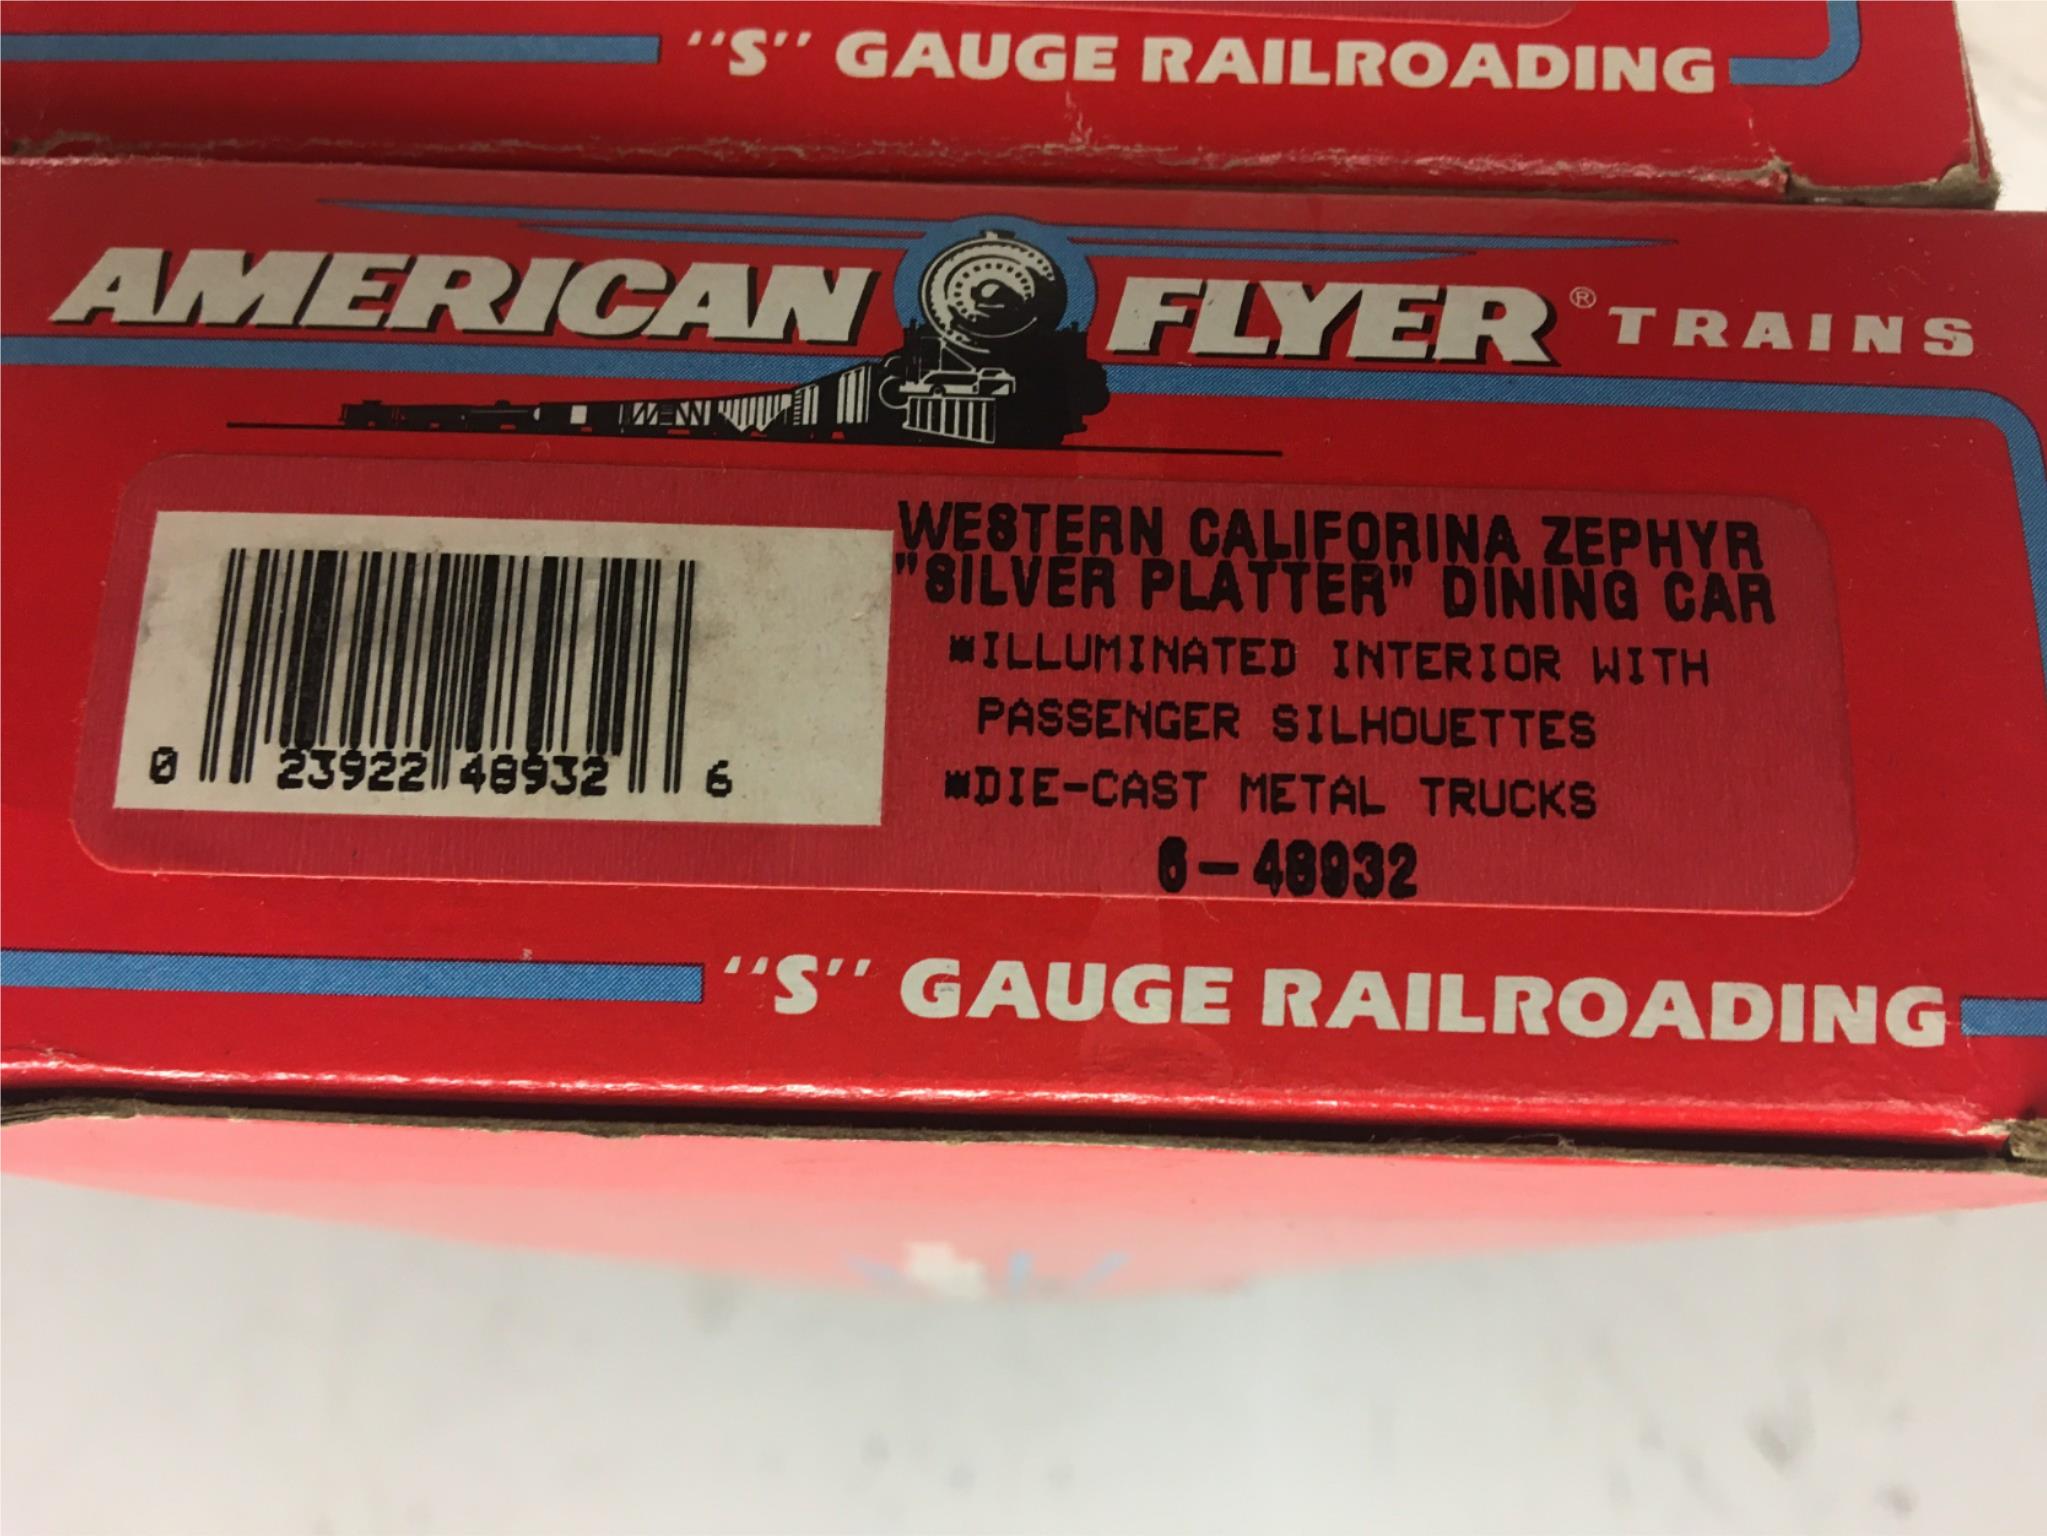 "S" GAUGE RAILROADING
AMERICAN FLYER® TRAINS
WESTERN CALIFORINA ZEPHYR
"SILVER PLATTER" DINING CAR
*ILLUMINATED INTERIOR WITH
PASSENGER SILHOUETTES
*DIE-CAST METAL TRUCKS
6-48932
0 23922 48932 6
"S" GAUGE RAILROADING